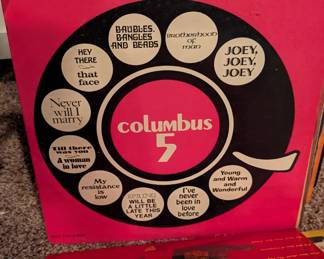 HEY
THERE
that
face
BAUBLES,
BANGLES
AND BEADS
BROTHERHOOD
OF
MAN
JOEY,
JOEY,
JOEY
Never
will I
marry
columbus
5
Till there
was you
A woman
in love
My
resistance
is
low
SPRING
WILL BE
A LITTLE
LATE THIS
YEAR
I've
never
been in
love
before
Young
and Warm
and
Wonderful